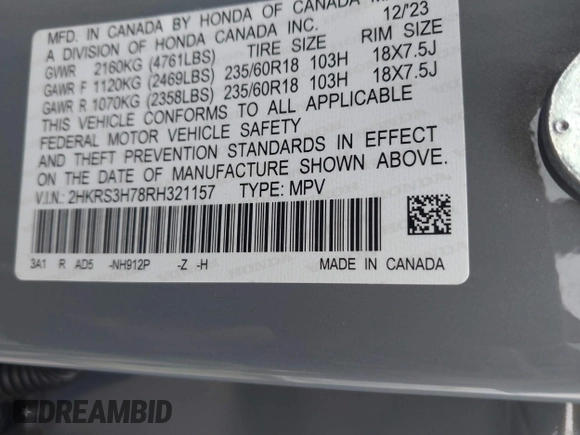 MFD. IN CANADA BY HONDA OF CANADA
A DIVISION OF HONDA CANADA INC. 12/'23
GVWR 2160KG (4761LBS) TIRE SIZE RIM SIZE
GAWR F 1120KG (2469LBS) 235/60R18 103H 18X7.5J
GAWR R 1070KG (2358LBS) 235/60R18 103H 18X7.5J
THIS VEHICLE CONFORMS TO ALL APPLICABLE
FEDERAL MOTOR VEHICLE SAFETY
AND THEFT PREVENTION STANDARDS IN EFFECT
ON THE DATE OF MANUFACTURE SHOWN ABOVE.
V.I.N.: 2HKRS3H78RH321157 TYPE: MPV
3A1 R AD5 -NH912P -Z -H MADE IN CANADA
DREAMBID